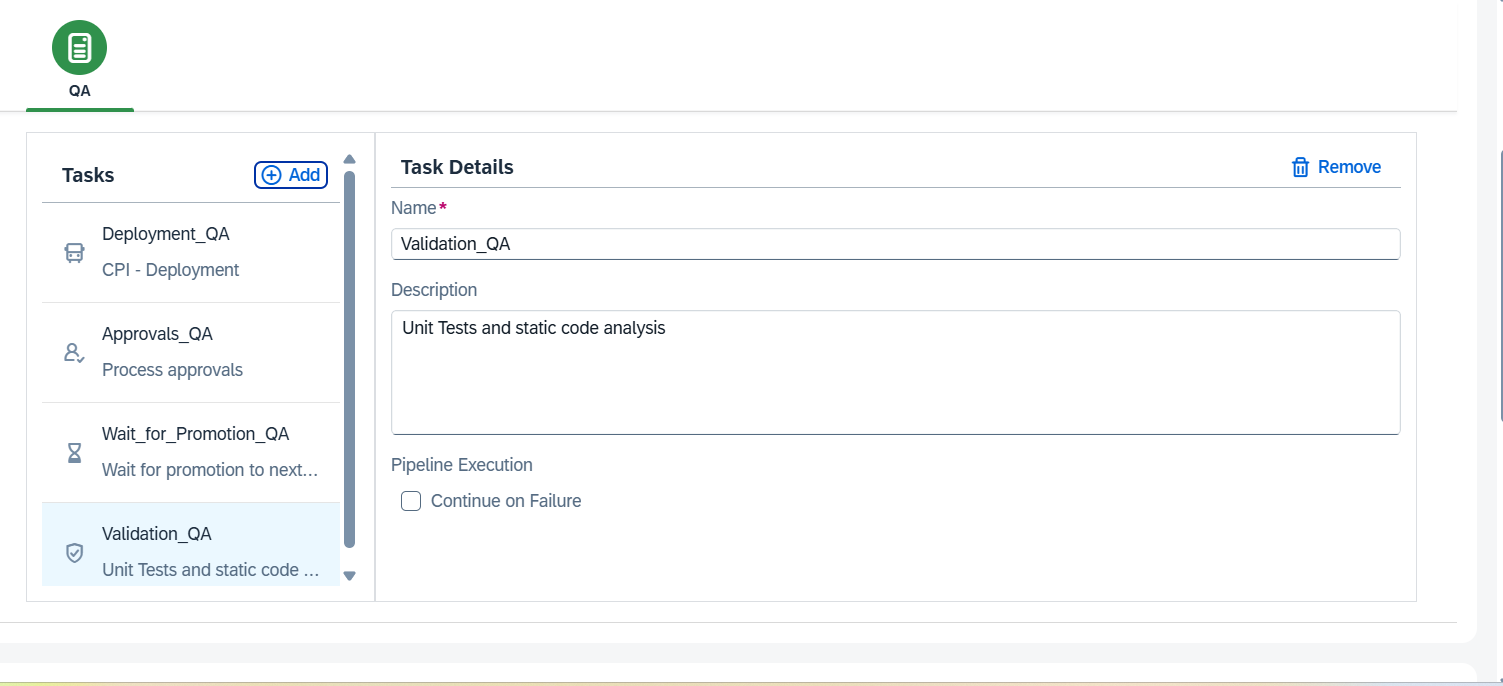 QA
Tasks
Add
Deployment_QA
CPI - Deployment
Approvals_QA
Process approvals
Wait_for_Promotion_QA
Wait for promotion to next...
Validation_QA
Unit Tests and static code ...
Task Details
Remove
Name*
Validation_QA
Description
Unit Tests and static code analysis
Pipeline Execution
Continue on Failure